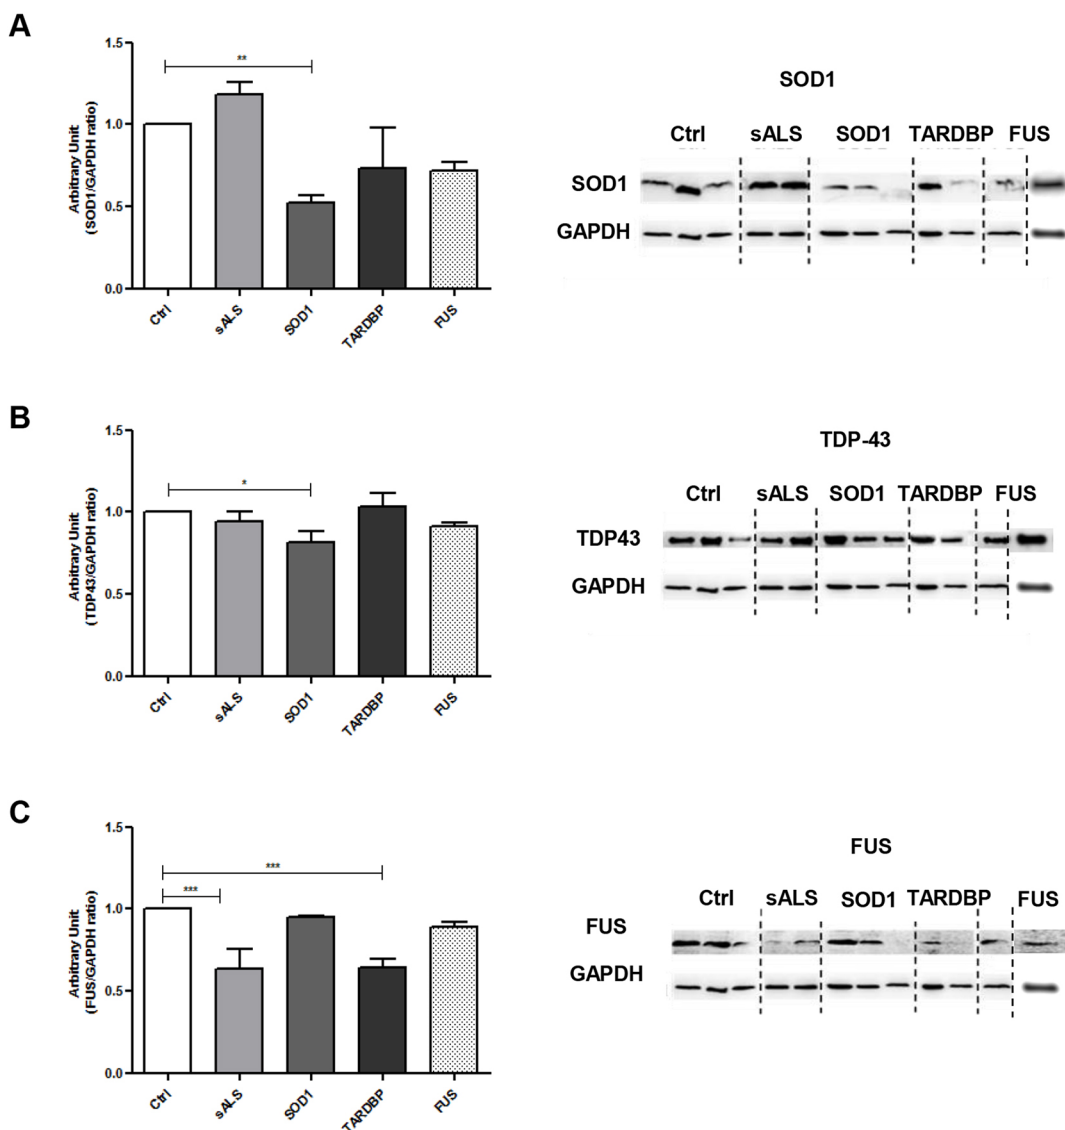 A
Arbitrary Unit
(SOD1/GAPDH ratio)
1.5
1.0
0.5
0.0
**
Ctrl
sALS
SOD1
TARDBP
FUS
SOD1
Ctrl sALS SOD1 TARDBP FUS
SOD1
GAPDH
B
Arbitrary Unit
(TDP43/GAPDH ratio)
1.5
1.0
0.5
0.0
*
Ctrl
sALS
SOD1
TARDBP
FUS
TDP-43
Ctrl sALS SOD1 TARDBP FUS
TDP43
GAPDH
C
Arbitrary Unit
(FUS/GAPDH ratio)
1.5
1.0
0.5
0.0
***
***
Ctrl
sALS
SOD1
TARDBP
FUS
FUS
Ctrl sALS SOD1 TARDBP FUS
FUS
GAPDH